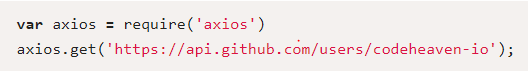 var axios = require('axios')
axios.get('https://api.github.com/users/codeheaven-io');